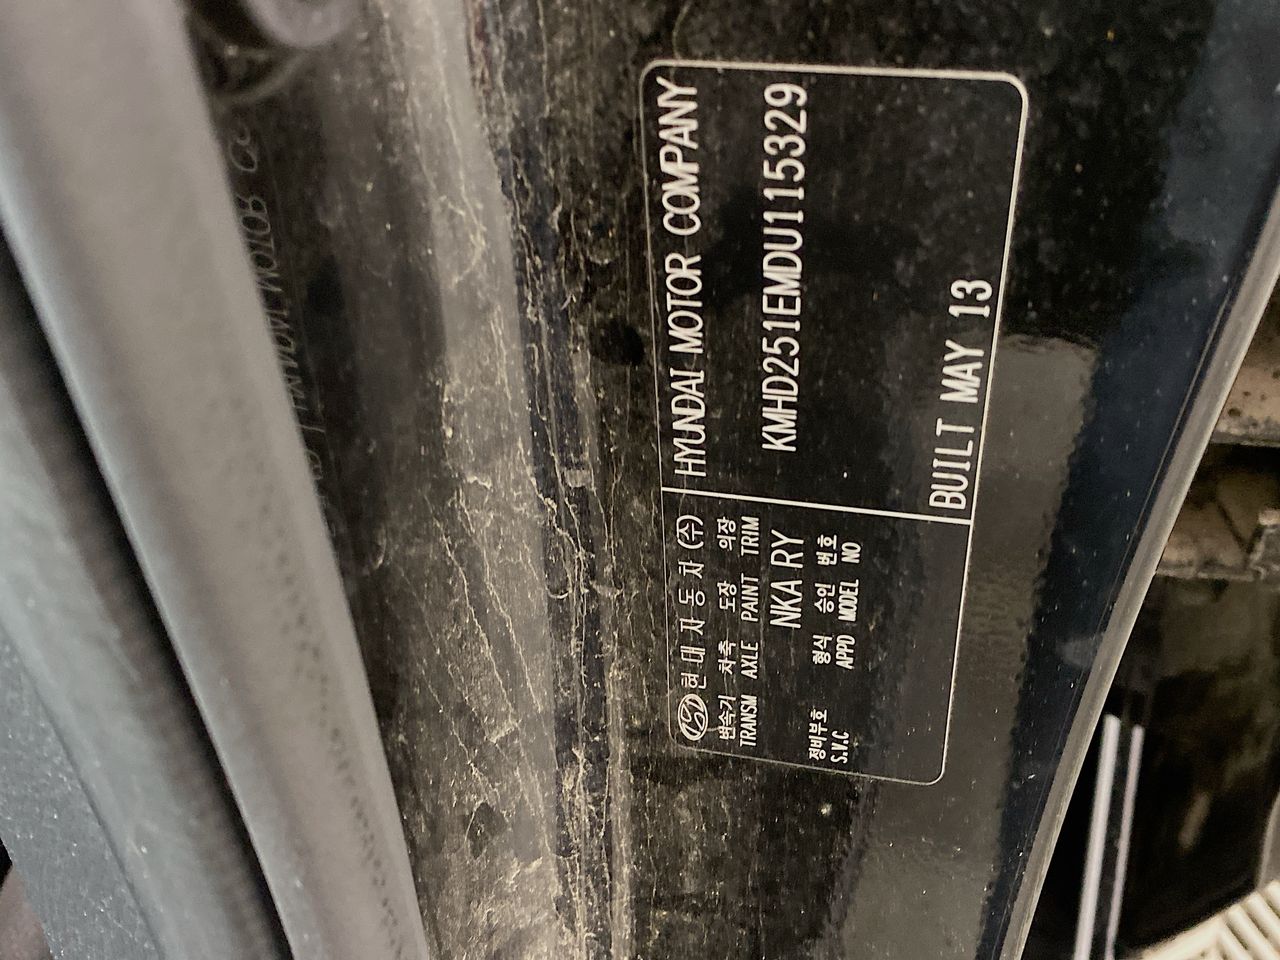 HYUNDAI MOTOR COMPANY
KMHD251EMDU115329
BUILT MAY 13
현대자동차(주)
변속기 차축 도장 의장
TRANSM AXLE PAINT TRIM
NKA RY
정비부호 형식 승인 번호
S.V.C APPD MODEL NO